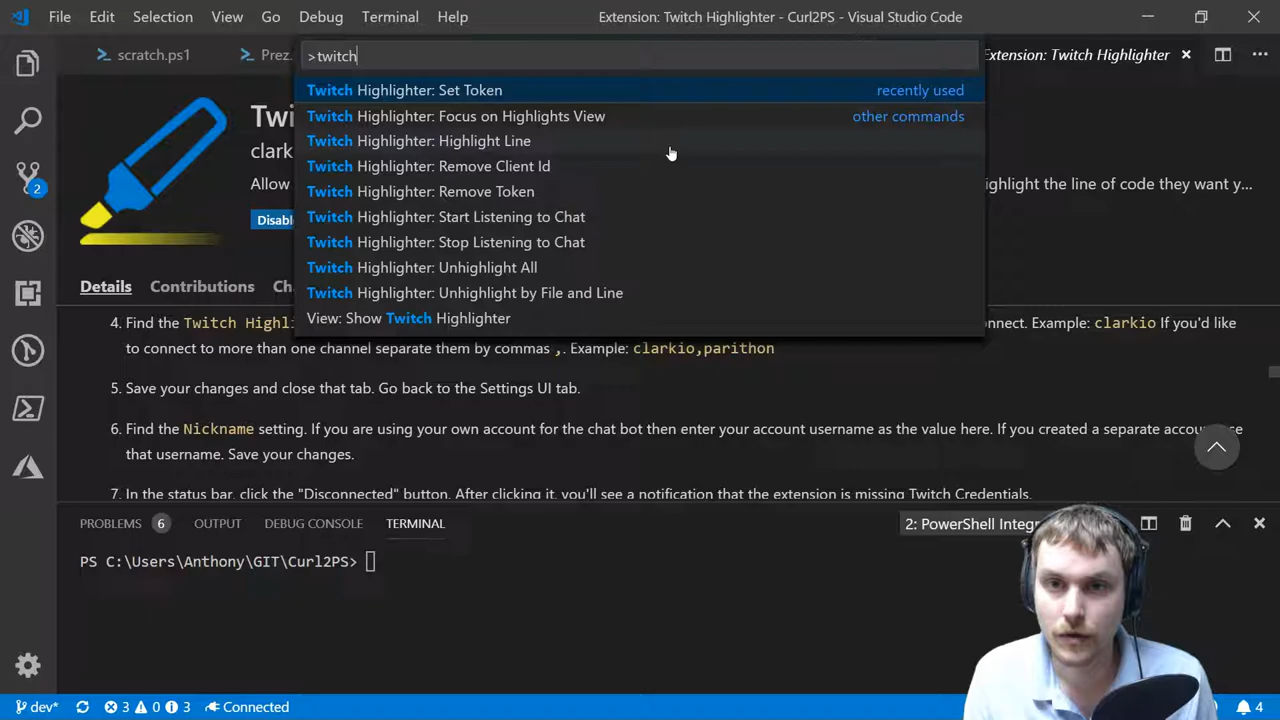 File Edit Selection View Go Debug Terminal Help Extension: Twitch Highlighter - Curl2PS - Visual Studio Code
scratch.ps1 Prez Extension: Twitch Highlighter
>twitch
Twitch Highlighter: Set Token recently used
Twitch Highlighter: Focus on Highlights View other commands
Twitch Highlighter: Highlight Line
Twitch Highlighter: Remove Client Id
Twitch Highlighter: Remove Token
Twitch Highlighter: Start Listening to Chat
Twitch Highlighter: Stop Listening to Chat
Twitch Highlighter: Unhighlight All
Twitch Highlighter: Unhighlight by File and Line
View: Show Twitch Highlighter
Allow the line of code they want y...
2
Details Contributions
4. Find the Twitch connect. Example: clarkio If you'd like
to connect to more than one channel separate them by commas ,. Example: clarkio,parithon
5. Save your changes and close that tab. Go back to the Settings UI tab.
6. Find the Nickname setting. If you are using your own account for the chat bot then enter your account username as the value here. If you created a separate
that username. Save your changes.
7. In the status bar, click the "Disconnected" button. After clicking it, you'll see a notification that the extension is missing Twitch Credentials.
PROBLEMS 6 OUTPUT DEBUG CONSOLE TERMINAL 2: PowerShell
PS C:\Users\Anthony\GIT\Curl2PS>
dev* 3 0 3 Connected 4